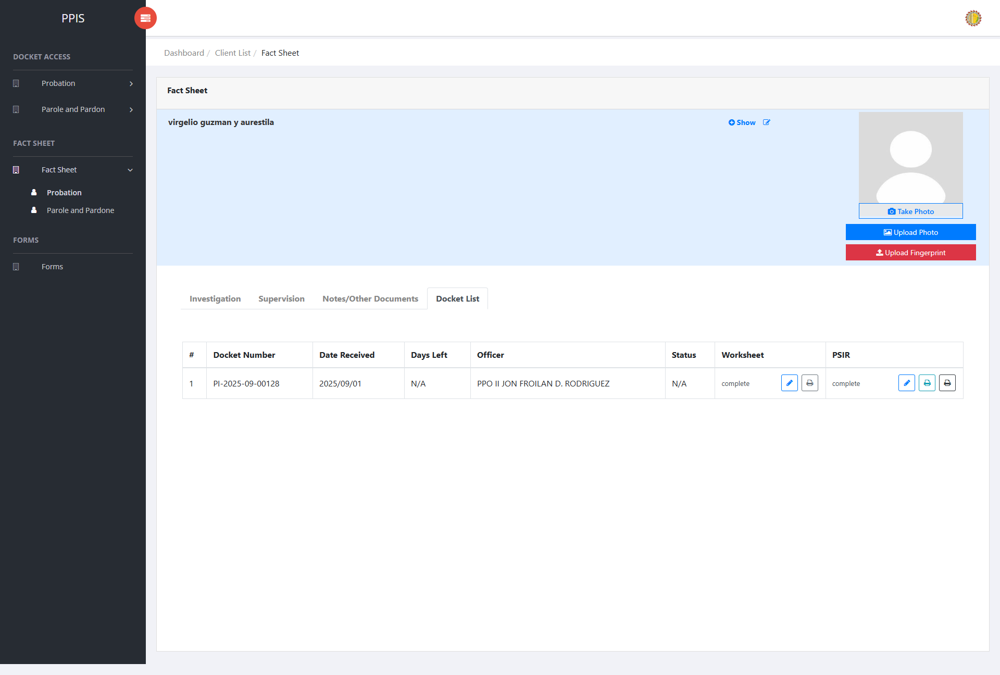 PPIS
DOCKET ACCESS
Probation
Parole and Pardon
FACT SHEET
Fact Sheet
Probation
Parole and Pardone
FORMS
Forms
Dashboard / Client List / Fact Sheet
Fact Sheet
virgelio guzman y aurestila
Show
Take Photo
Upload Photo
Upload Fingerprint
Investigation Supervision Notes/Other Documents Docket List
# Docket Number Date Received Days Left Officer Status Worksheet PSIR
1 PI-2025-09-00128 2025/09/01 N/A PPO II JON FROILAN D. RODRIGUEZ N/A complete complete